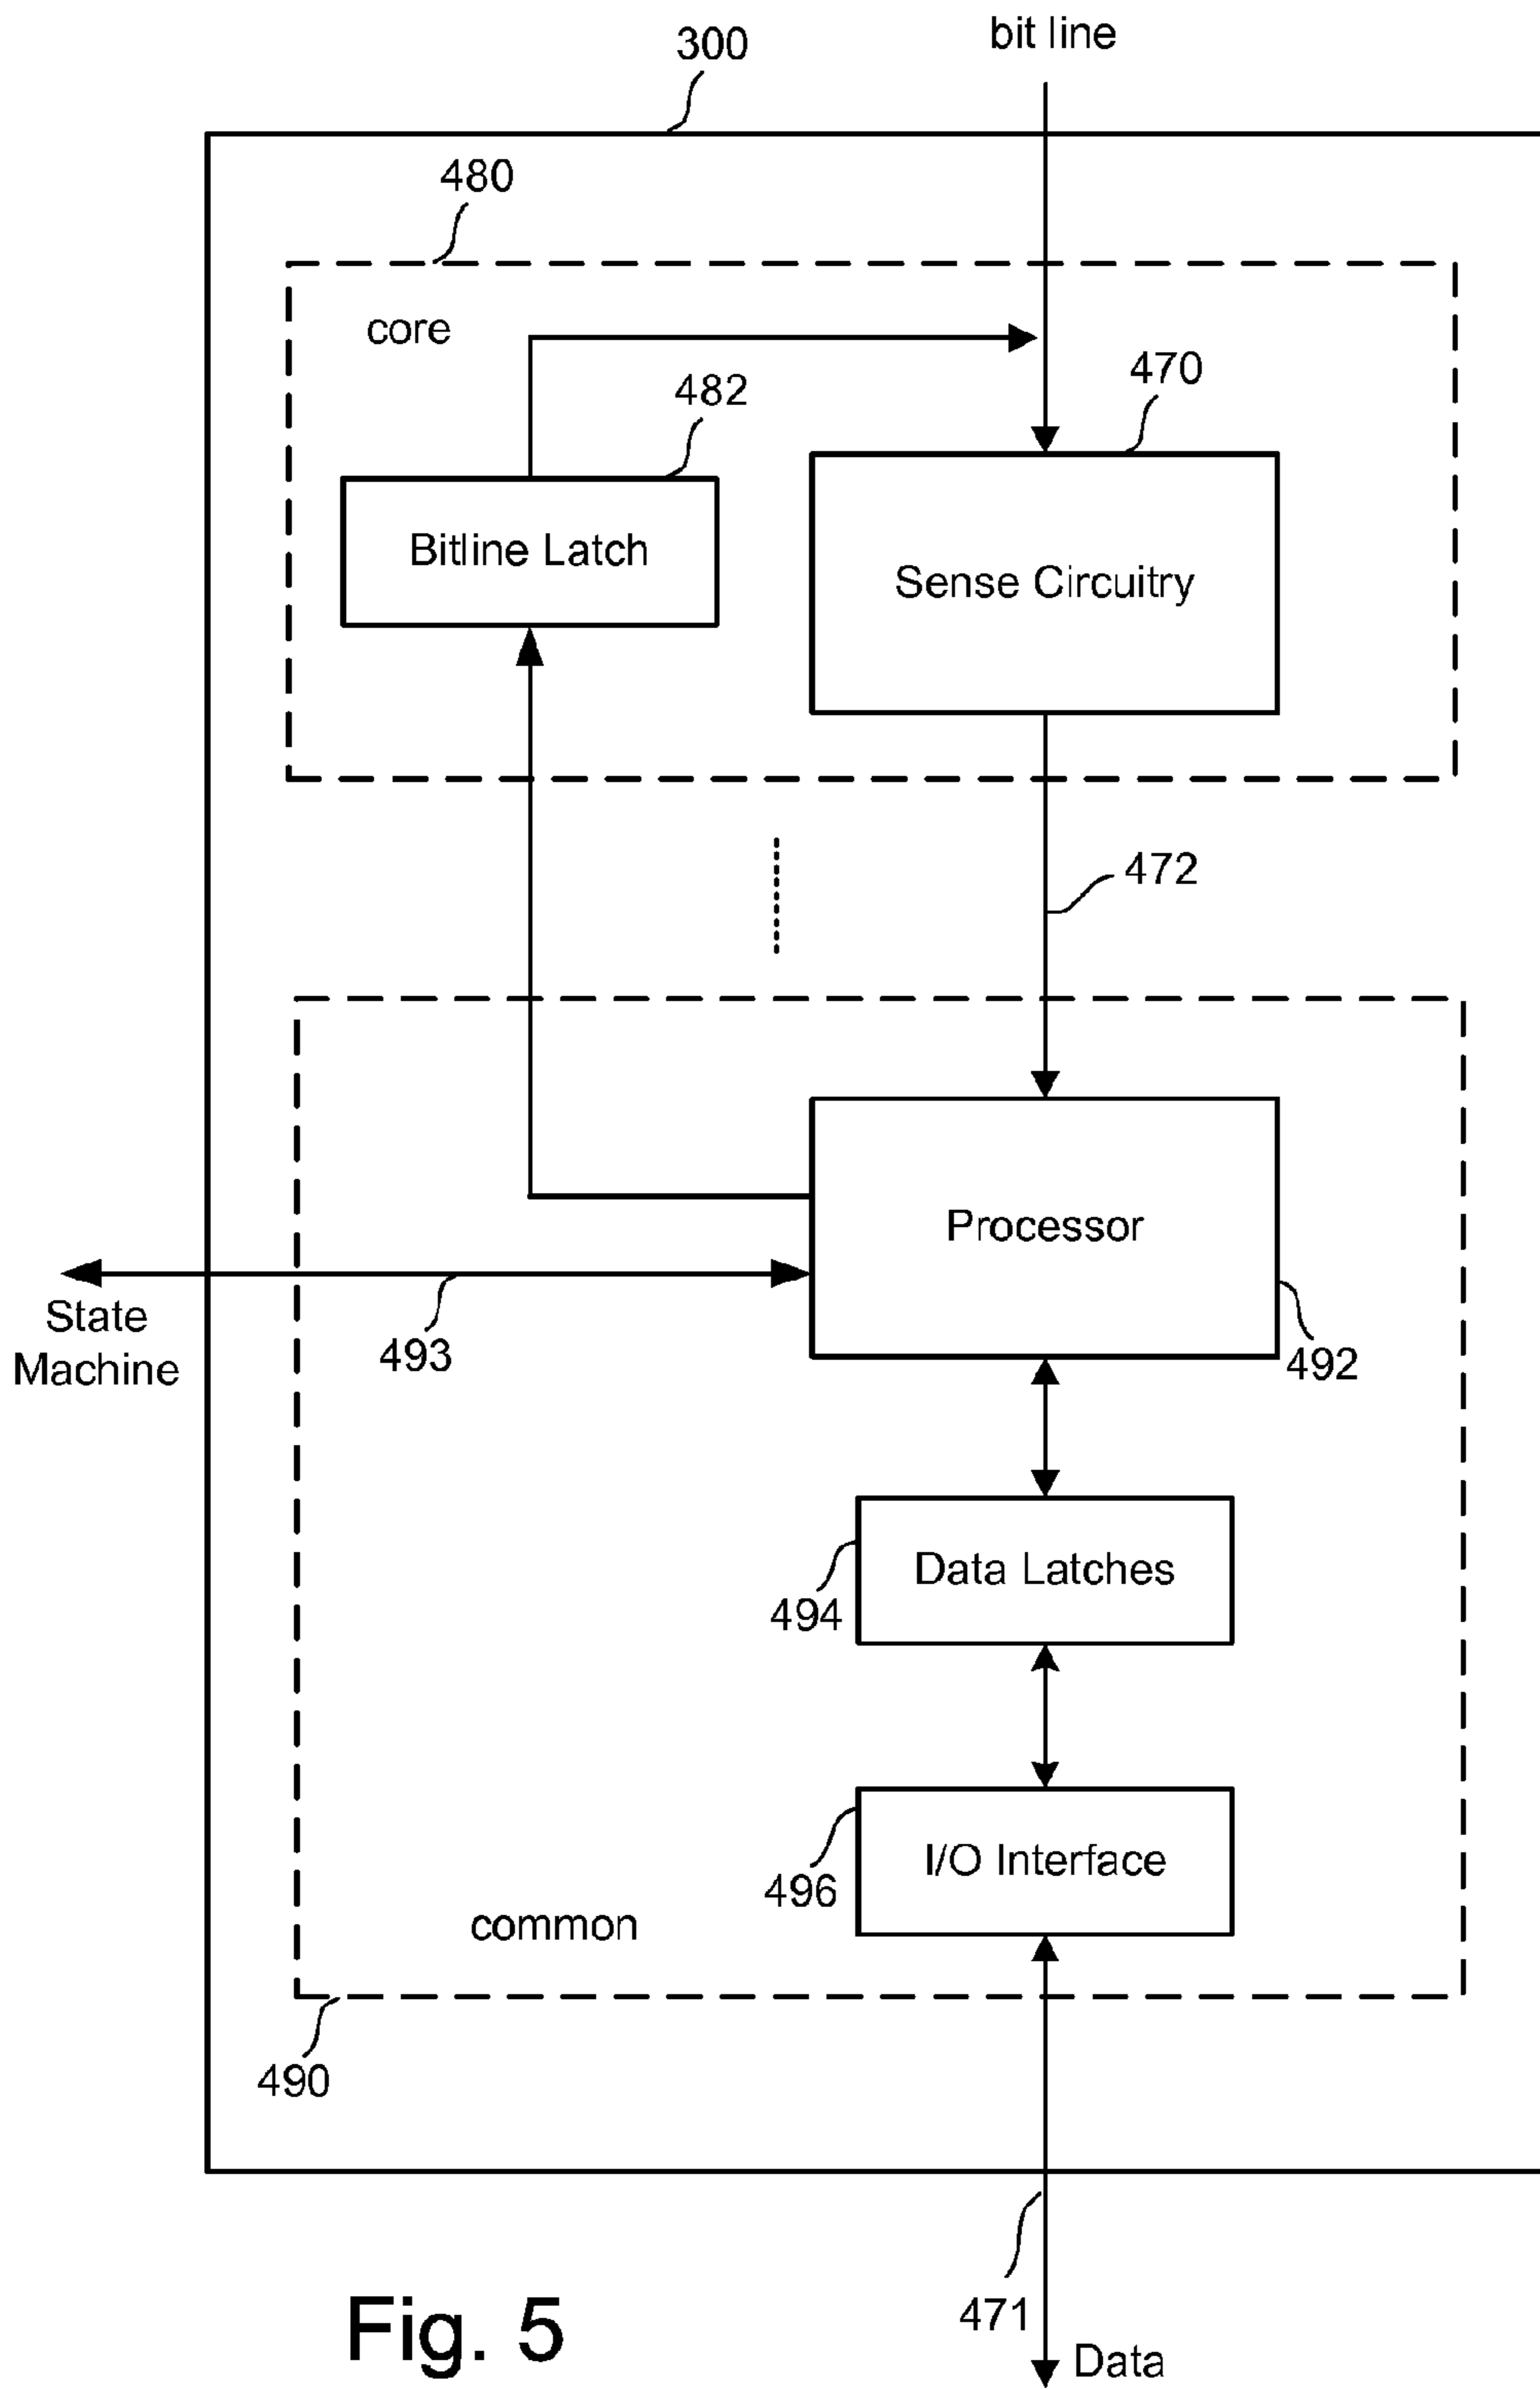 bit line
300
480
core
470
482
Bitline Latch
Sense Circuitry
472
Processor
State
Machine
493
492
Data Latches
494
I/O Interface
496
common
490
471
Fig. 5
Data